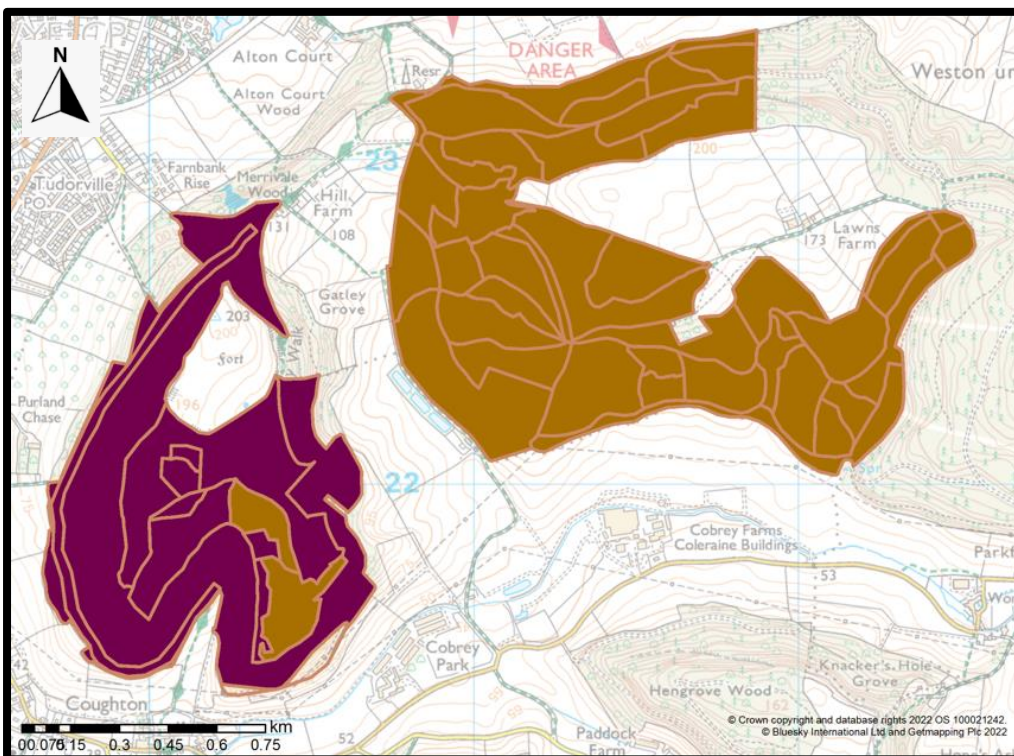 N
Alton Court
Alton Court
Wood
Resr
DANGER
AREA
Weston un
23
200
Farnbank
Rise
Merrivale
Wood
Tudorville
PO
Hill
Farm
131
108
173
Lawns
Farm
Gatley
Grove
203
200
Fort
Walk
196
Purland
Chase
22
Spr
Cobrey Farms
Coleraine Buildings
53
Parkf
Wo
42
Cobrey
Park
Knacker's Hole
Grove
Hengrove Wood
162
Coughton
52
Paddock
Farm
km
0 0.075 0.15 0.3 0.45 0.6 0.75
© Crown copyright and database rights 2022 OS 100021242.
© Bluesky International Ltd and Getmapping Plc 2022